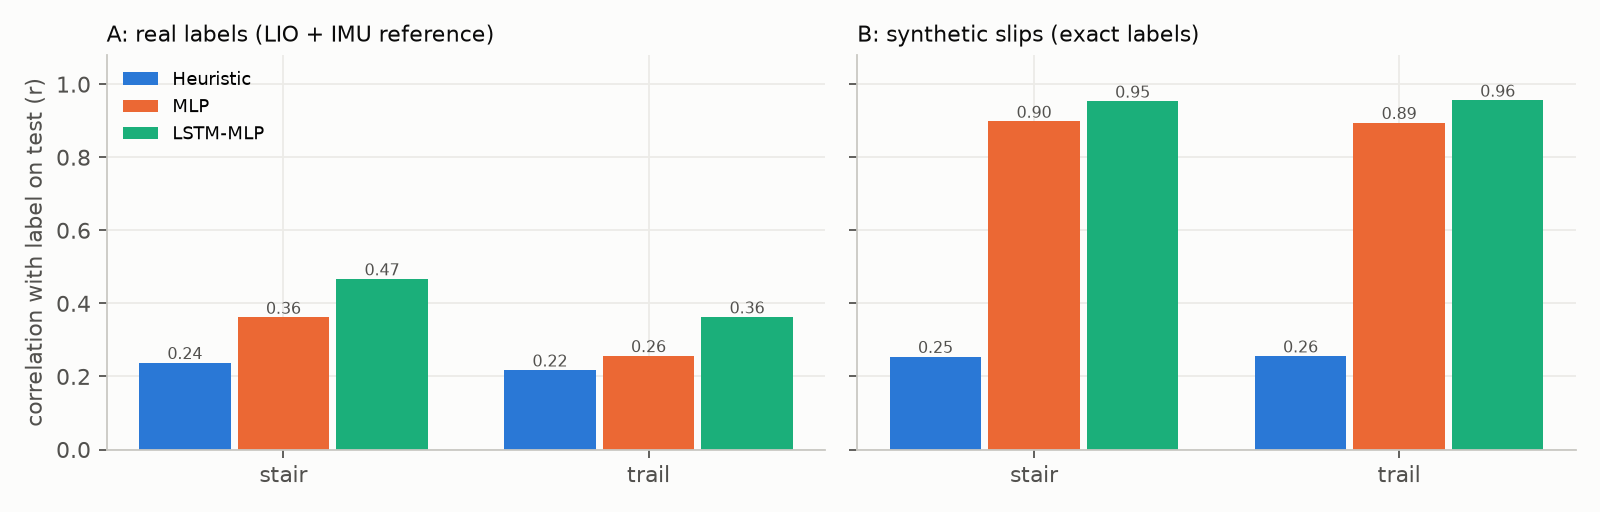 A: real labels (LIO + IMU reference)
correlation with label on test (r)
1.0
0.8
0.6
0.4
0.2
0.0
Heuristic
MLP
LSTM-MLP
0.24
0.36
0.47
0.22
0.26
0.36
stair
trail
B: synthetic slips (exact labels)
0.25
0.90
0.95
0.26
0.89
0.96
stair
trail